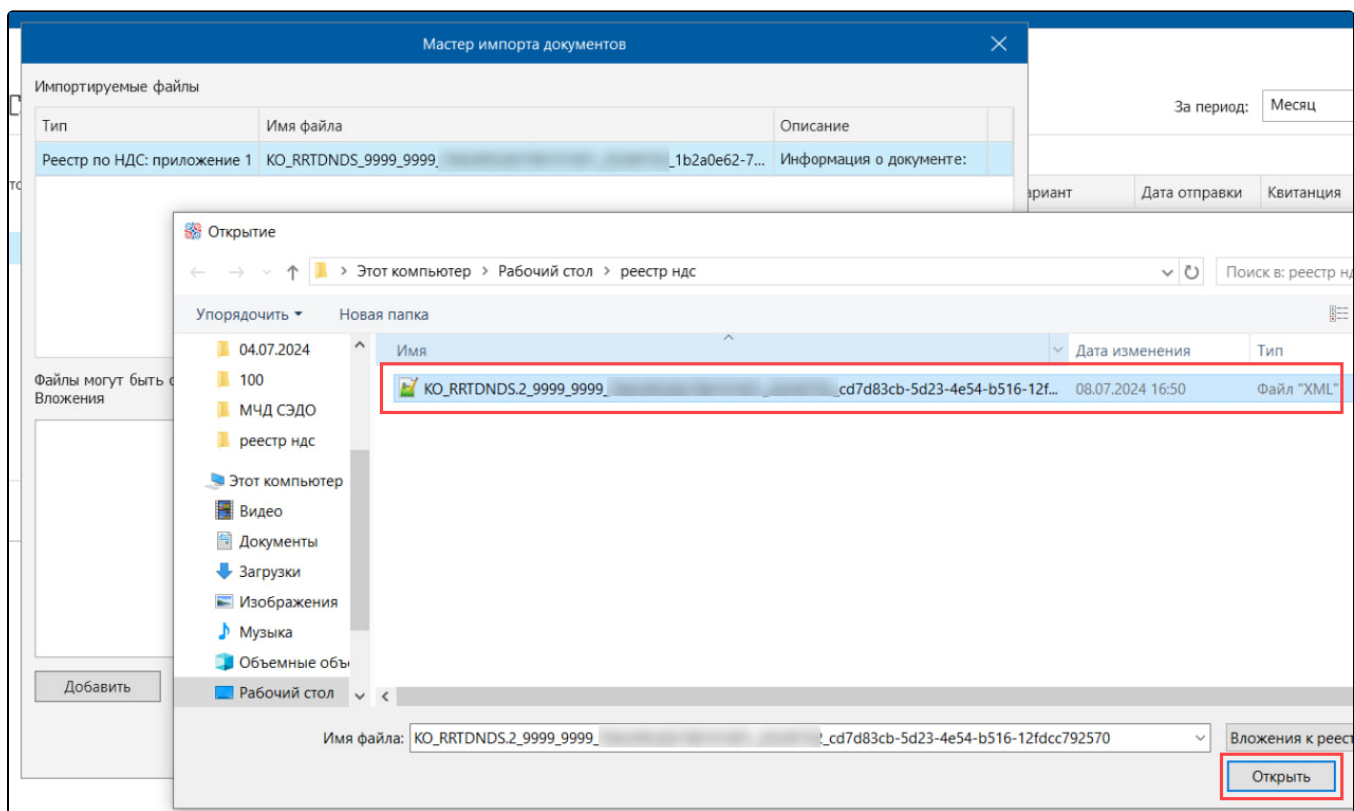 Мастер импорта документов
Импортируемые файлы
За период: Месяц
Тип Имя файла Описание
Реестр по НДС: приложение 1 KO_RRTDNDS_9999_9999_ _1b2a0e62-7... Информация о документе:
ариант Дата отправки Квитанция
Открытие
Этот компьютер > Рабочий стол > реестр ндс
Поиск в: реестр нд
Упорядочить Новая папка
04.07.2024 Имя Дата изменения Тип
Файлы могут быть с
Вложения
100 KO_RRTDNDS.2_9999_9999_ _cd7d83cb-5d23-4e54-b516-12f... 08.07.2024 16:50 Файл "XML"
МЧД СЭДО
реестр ндс
Этот компьютер
Видео
Документы
Загрузки
Изображения
Музыка
Объемные объ
Добавить
Рабочий стол
Имя файла: KO_RRTDNDS.2_9999_9999_ _cd7d83cb-5d23-4e54-b516-12fdcc792570 Вложения к реест
Открыть